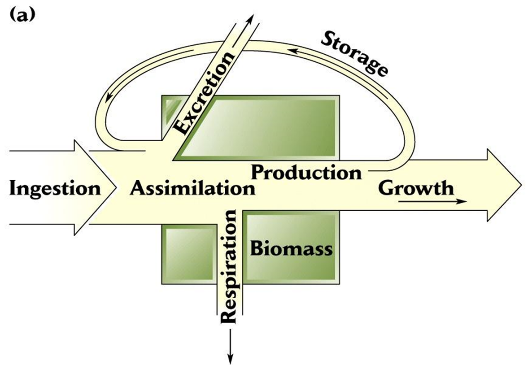 (a)
Storage
Excretion
Production
Ingestion
Assimilation
Growth
Respiration
Biomass